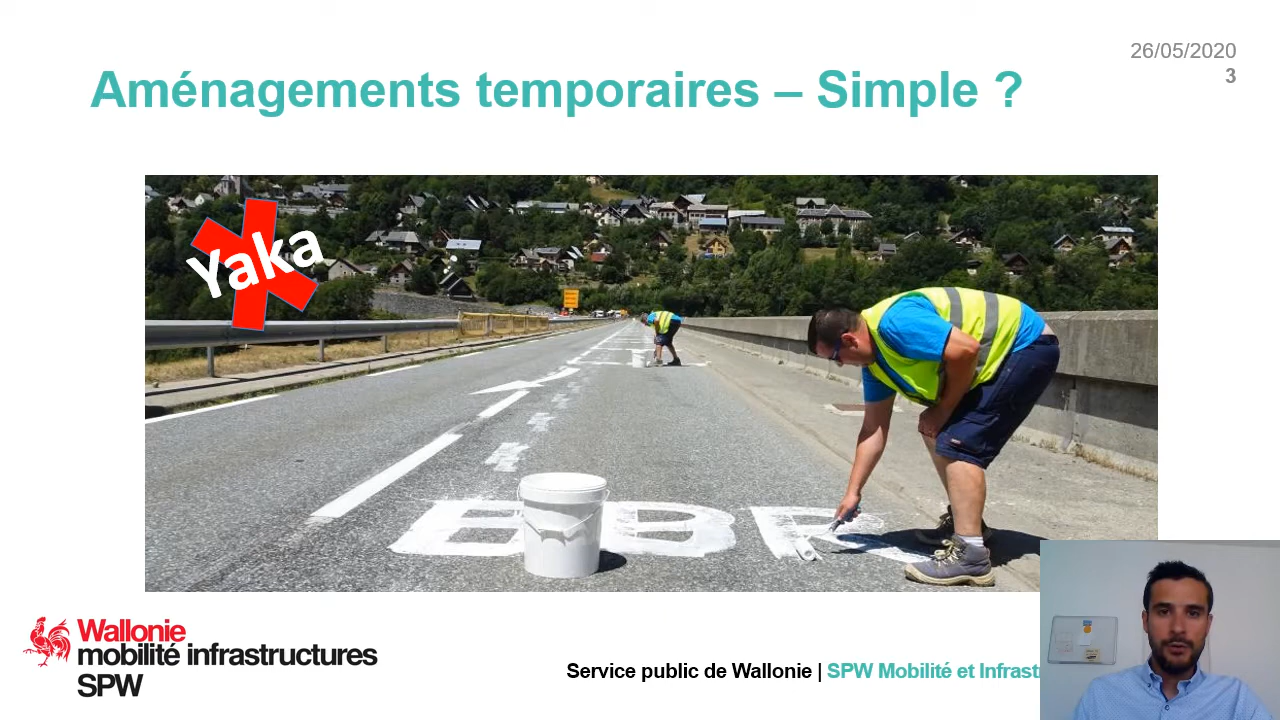 26/05/2020
3
Aménagements temporaires – Simple ?
Yaka
BBR
Wallonie
mobilité infrastructures
SPW
Service public de Wallonie | SPW Mobilité et Infrast